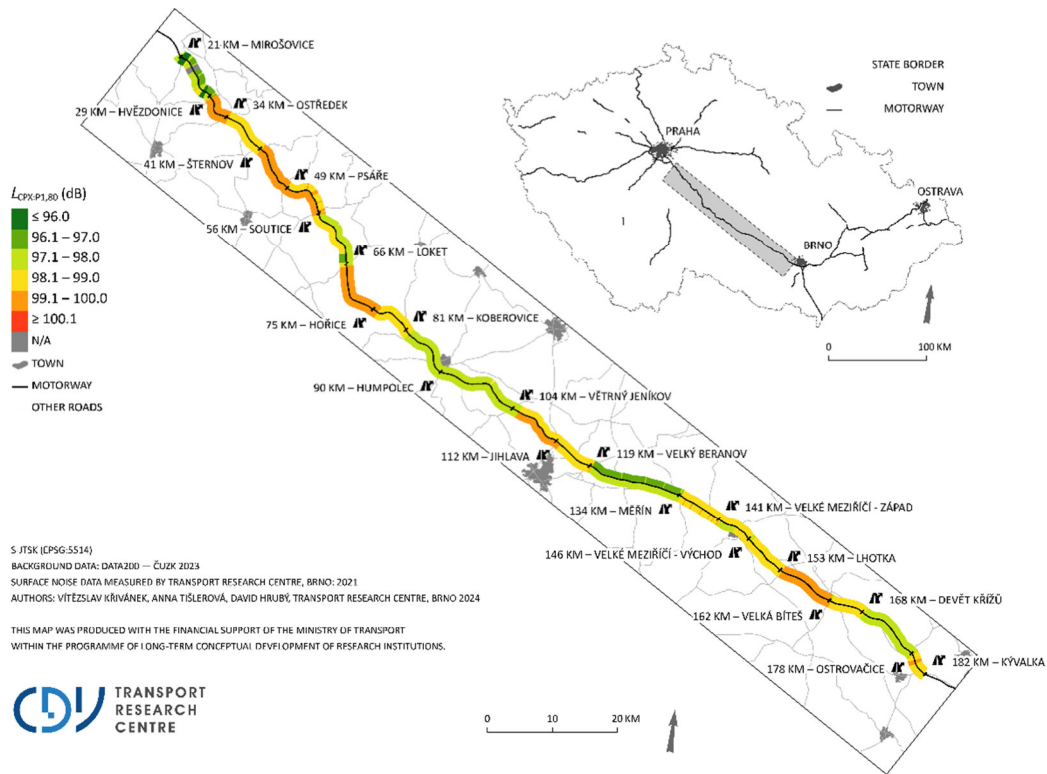 21 KM – MIROŠOVICE
34 KM – OSTŘEDEK
29 KM – HVĚZDONICE
41 KM – ŠTERNOV
49 KM – PSÁŘE
56 KM – SOUTICE
66 KM – LOKET
75 KM – HOŘICE
81 KM – KOBEROVICE
90 KM – HUMPOLEC
104 KM – VĚTRNÝ JENÍKOV
112 KM – JIHLAVA
119 KM – VELKÝ BERANOV
134 KM – MĚŘÍN
141 KM – VELKÉ MEZIŘÍČÍ - ZÁPAD
146 KM – VELKÉ MEZIŘÍČÍ - VÝCHOD
153 KM – LHOTKA
162 KM – VELKÁ BÍTEŠ
168 KM – DEVĚT KŘÍŽŮ
178 KM – OSTROVAČICE
182 KM – KÝVALKA
LCPX:P1,80 (dB)
≤ 96.0
96.1 – 97.0
97.1 – 98.0
98.1 – 99.0
99.1 – 100.0
≥ 100.1
N/A
TOWN
MOTORWAY
OTHER ROADS
STATE BORDER
TOWN
MOTORWAY
PRAHA
OSTRAVA
BRNO
1
0 100 KM
S JTSK (CPSG:5514)
BACKGROUND DATA: DATA200 — ČUZK 2023
SURFACE NOISE DATA MEASURED BY TRANSPORT RESEARCH CENTRE, BRNO: 2021
AUTHORS: VÍTĚZSLAV KŘIVÁNEK, ANNA TIŠLEROVÁ, DAVID HRUBÝ, TRANSPORT RESEARCH CENTRE, BRNO 2024
THIS MAP WAS PRODUCED WITH THE FINANCIAL SUPPORT OF THE MINISTRY OF TRANSPORT
WITHIN THE PROGRAMME OF LONG-TERM CONCEPTUAL DEVELOPMENT OF RESEARCH INSTITUTIONS.
CDV
TRANSPORT
RESEARCH
CENTRE
0 10 20 KM